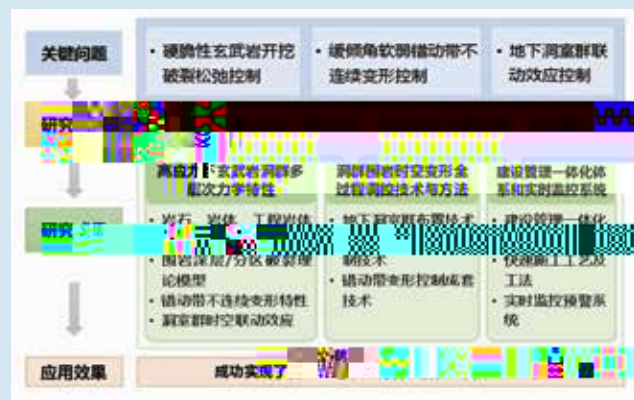 关键问题
• 硬脆性玄武岩开挖
破裂松弛控制
• 缓倾角软弱错动带不
连续变形控制
• 地下洞室群联
动效应控制
研究
高应力下玄武岩洞群多
层次力学特性
洞群围岩时空变形全
过程调控技术与方法
建设管理一体化体
系和实时监控系统
研究
• 岩石、岩体、工程岩体
• 围岩深层/分区破裂理
论模型
• 错动带不连续变形特性
• 洞室群时空联动效应
• 地下洞室群布置技术
制技术
• 错动带变形控制成套
技术
• 建设管理一体化
• 快速施工工艺及
工法
• 实时监控预警系
统
应用效果
成功实现了